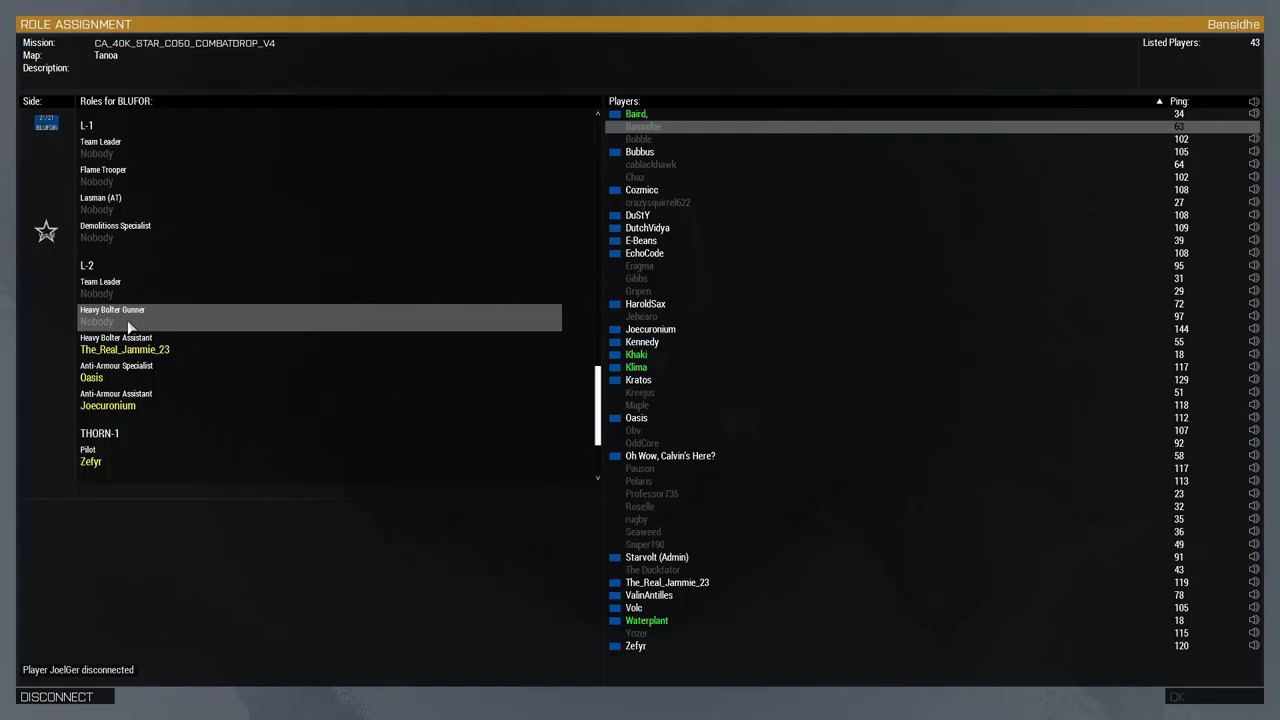 ROLE ASSIGNMENT Bansidhe
Mission: CA_40K_STAR_CO50_COMBATDROP_V4 Listed Players: 43
Map: Tanoa
Description:
Side: Roles for BLUFOR:
21/21
BLUFOR
L-1
Team Leader
Nobody
Flame Trooper
Nobody
Lasman (AT)
Nobody
Demolitions Specialist
Nobody
L-2
Team Leader
Nobody
Heavy Bolter Gunner
Nobody
Heavy Bolter Assistant
The_Real_Jammie_23
Anti-Armour Specialist
Oasis
Anti-Armour Assistant
Joecuronium
THORN-1
Pilot
Zefyr
Players: Ping:
Baird, 34
Bansidhe 63
Bobble 102
Bubbus 105
cablackhawk 64
Chaz 102
Cozmicc 108
crazysquirrel622 27
DuStY 108
DutchVidya 109
E-Beans 39
EchoCode 108
Enigma 95
Gibbs 31
Gripen 29
HaroldSax 72
Jehearo 97
Joecuronium 144
Kennedy 55
Khaki 18
Klima 117
Kratos 129
Kreejus 51
Maple 118
Oasis 112
Obv 107
OddCore 92
Oh Wow, Calvin's Here? 58
Pauson 117
Polaris 113
Professor735 23
Roselle 32
rugby 35
Seaweed 36
Sniper190 49
Starvolt (Admin) 91
The Ducktator 43
The_Real_Jammie_23 119
ValinAntilles 78
Volc 105
Waterplant 18
Yozer 115
Zefyr 120
Player JoelGer disconnected
DISCONNECT OK